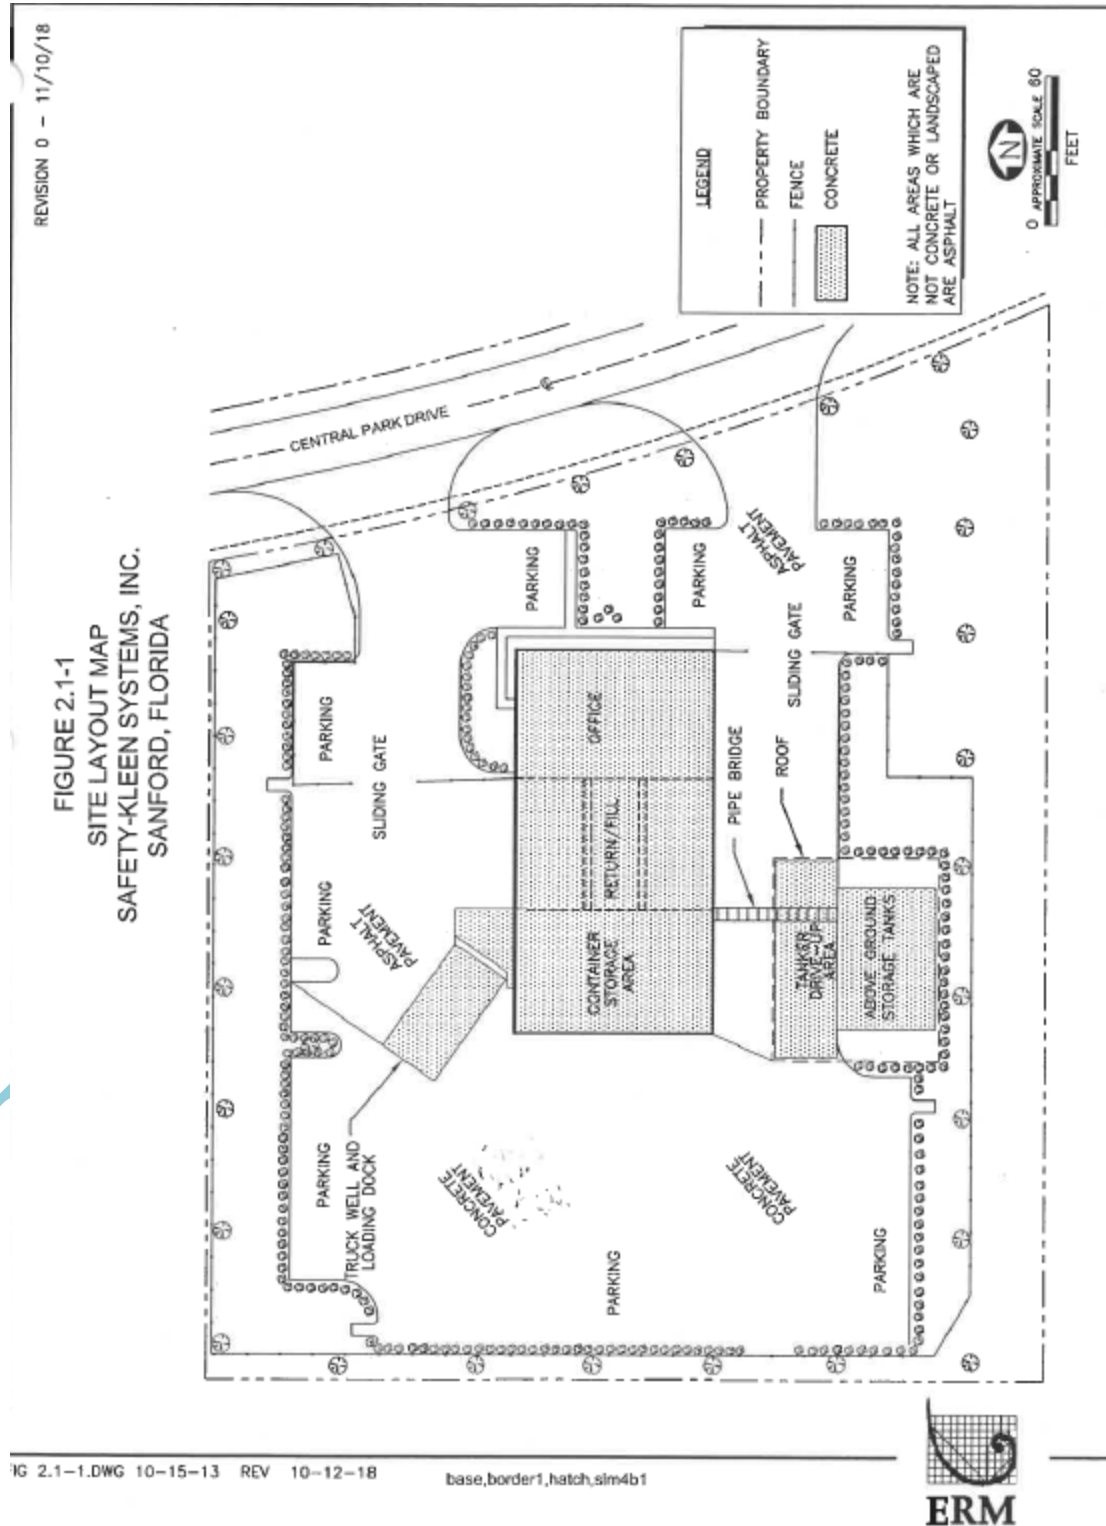 REVISION 0 - 11/10/18
FIGURE 2.1-1
SITE LAYOUT MAP
SAFETY-KLEEN SYSTEMS, INC.
SANFORD, FLORIDA
CENTRAL PARK DRIVE
PARKING
SLIDING GATE
PARKING
ASPHALT
PAVEMENT
PARKING
TRUCK WELL AND
LOADING DOCK
CONCRETE
PAVEMENT
PARKING
OFFICE
RETURN/FILL
CONTAINER
STORAGE
AREA
PARKING
PARKING
ASPHALT
PAVEMENT
PIPE BRIDGE
ROOF
SLIDING GATE
PARKING
TANKER
DRIVE-UP
AREA
ABOVE GROUND
STORAGE TANKS
CONCRETE
PAVEMENT
PARKING
LEGEND
PROPERTY BOUNDARY
FENCE
CONCRETE
NOTE: ALL AREAS WHICH ARE
NOT CONCRETE OR LANDSCAPED
ARE ASPHALT
N
0 APPROXIMATE SCALE 60
FEET
IG 2.1-1.DWG 10-15-13 REV 10-12-18
base,border1,hatch,slm4b1
ERM